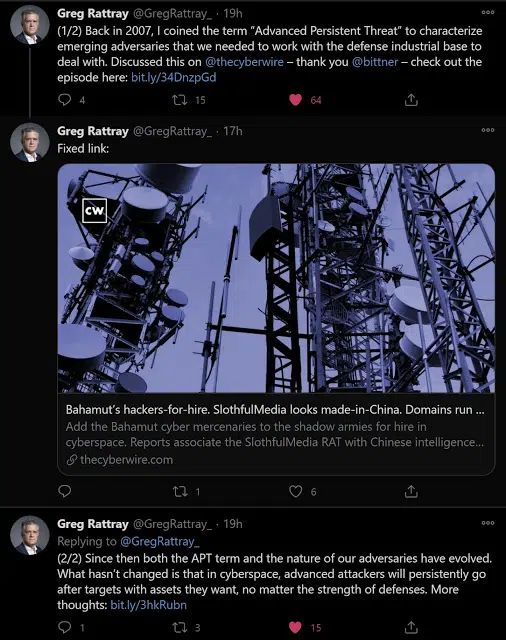 Greg Rattray @GregRattray_ · 19h
(1/2) Back in 2007, I coined the term “Advanced Persistent Threat” to characterize
emerging adversaries that we needed to work with the defense industrial base to
deal with. Discussed this on @thecyberwire – thank you @bittner – check out the
episode here: bit.ly/34DnzpGd
4 15 64
Greg Rattray @GregRattray_ · 17h
Fixed link:
CW
Bahamut’s hackers-for-hire. SlothfulMedia looks made-in-China. Domains run ...
Add the Bahamut cyber mercenaries to the shadow armies for hire in
cyberspace. Reports associate the SlothfulMedia RAT with Chinese intelligence...
thecyberwire.com
1 6
Greg Rattray @GregRattray_ · 19h
Replying to @GregRattray_
(2/2) Since then both the APT term and the nature of our adversaries have evolved.
What hasn’t changed is that in cyberspace, advanced attackers will persistently go
after targets with assets they want, no matter the strength of defenses. More
thoughts: bit.ly/3hkRubn
1 3 15